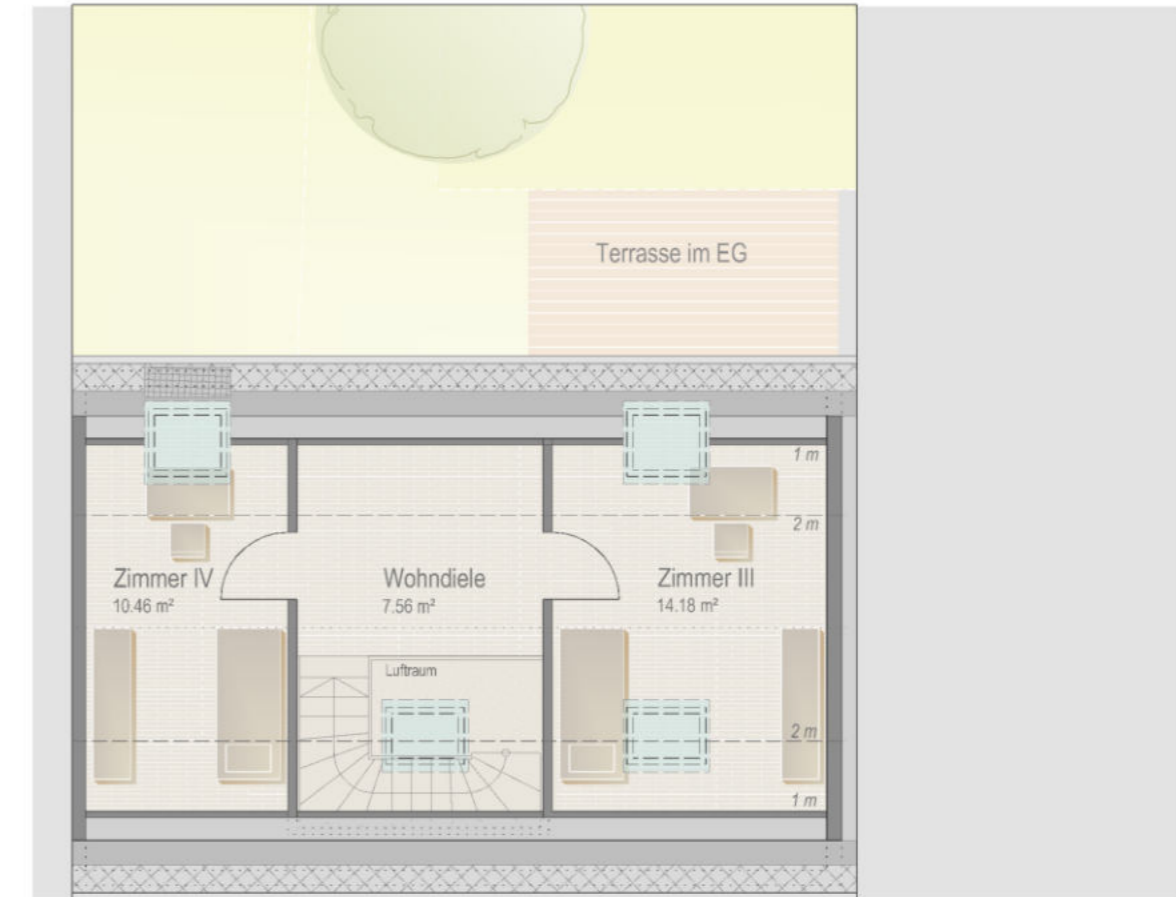 Terrasse im EG
1 m
2 m
Zimmer IV
10.46 m²
Wohndiele
7.56 m²
Zimmer III
14.18 m²
Luftraum
2 m
1 m